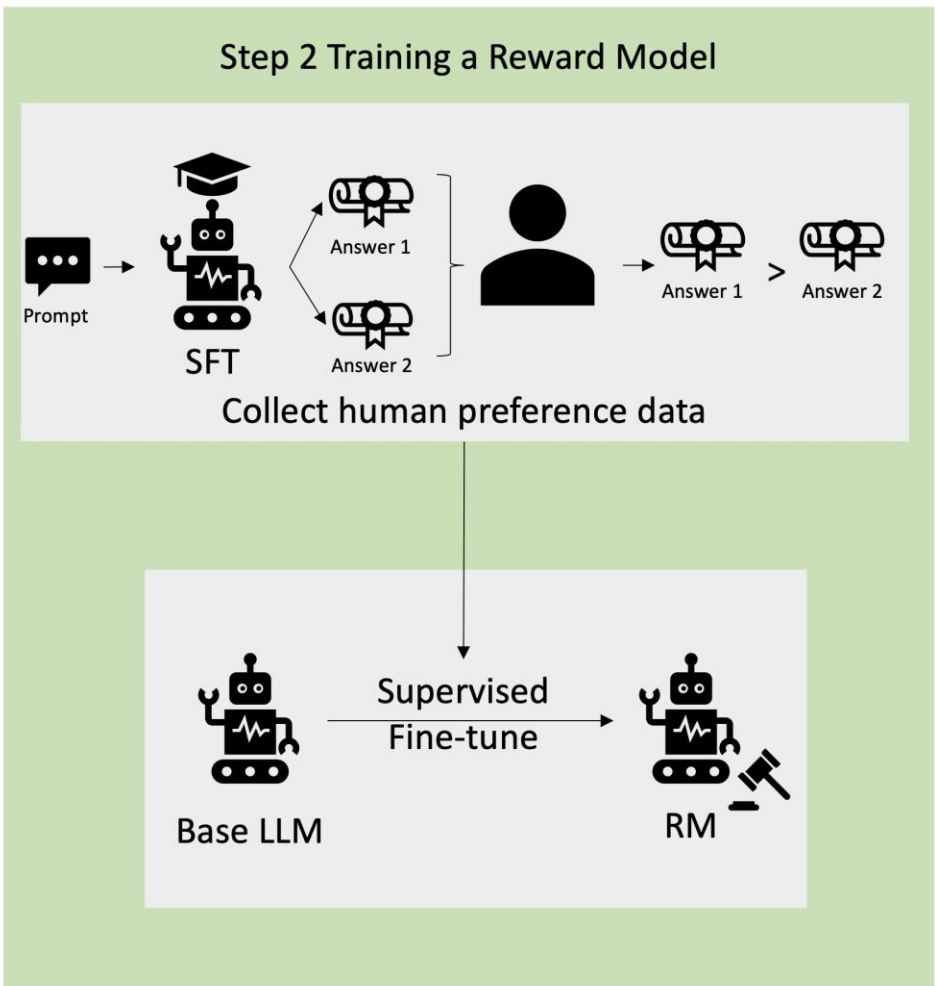 Step 2 Training a Reward Model
Prompt
SFT
Answer 1
Answer 2
Answer 1
>
Answer 2
Collect human preference data
Supervised
Fine-tune
Base LLM
RM